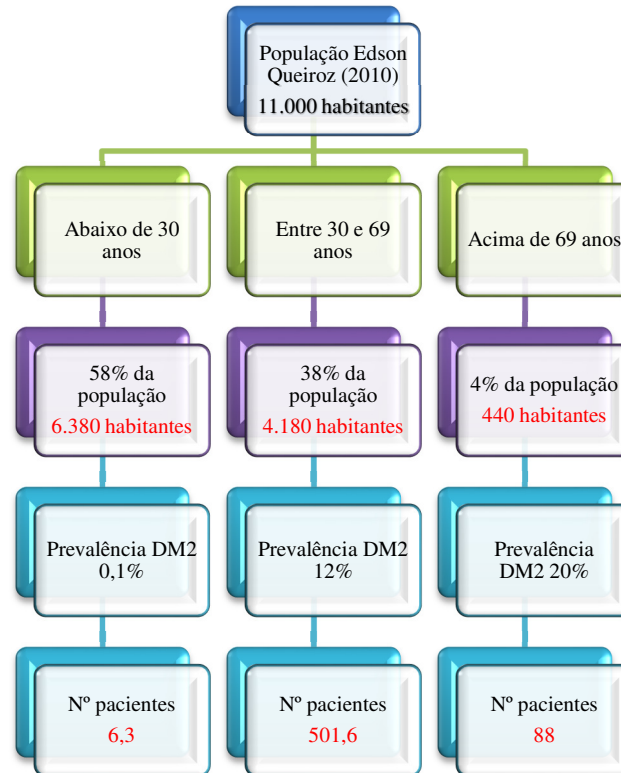 População Edson
Queiroz (2010)
11.000 habitantes
Abaixo de 30
anos
Entre 30 e 69
anos
Acima de 69 anos
58% da
população
6.380 habitantes
38% da
população
4.180 habitantes
4% da população
440 habitantes
Prevalência DM2
0,1%
Prevalência DM2
12%
Prevalência
DM2 20%
Nº pacientes
6,3
Nº pacientes
501,6
Nº pacientes
88